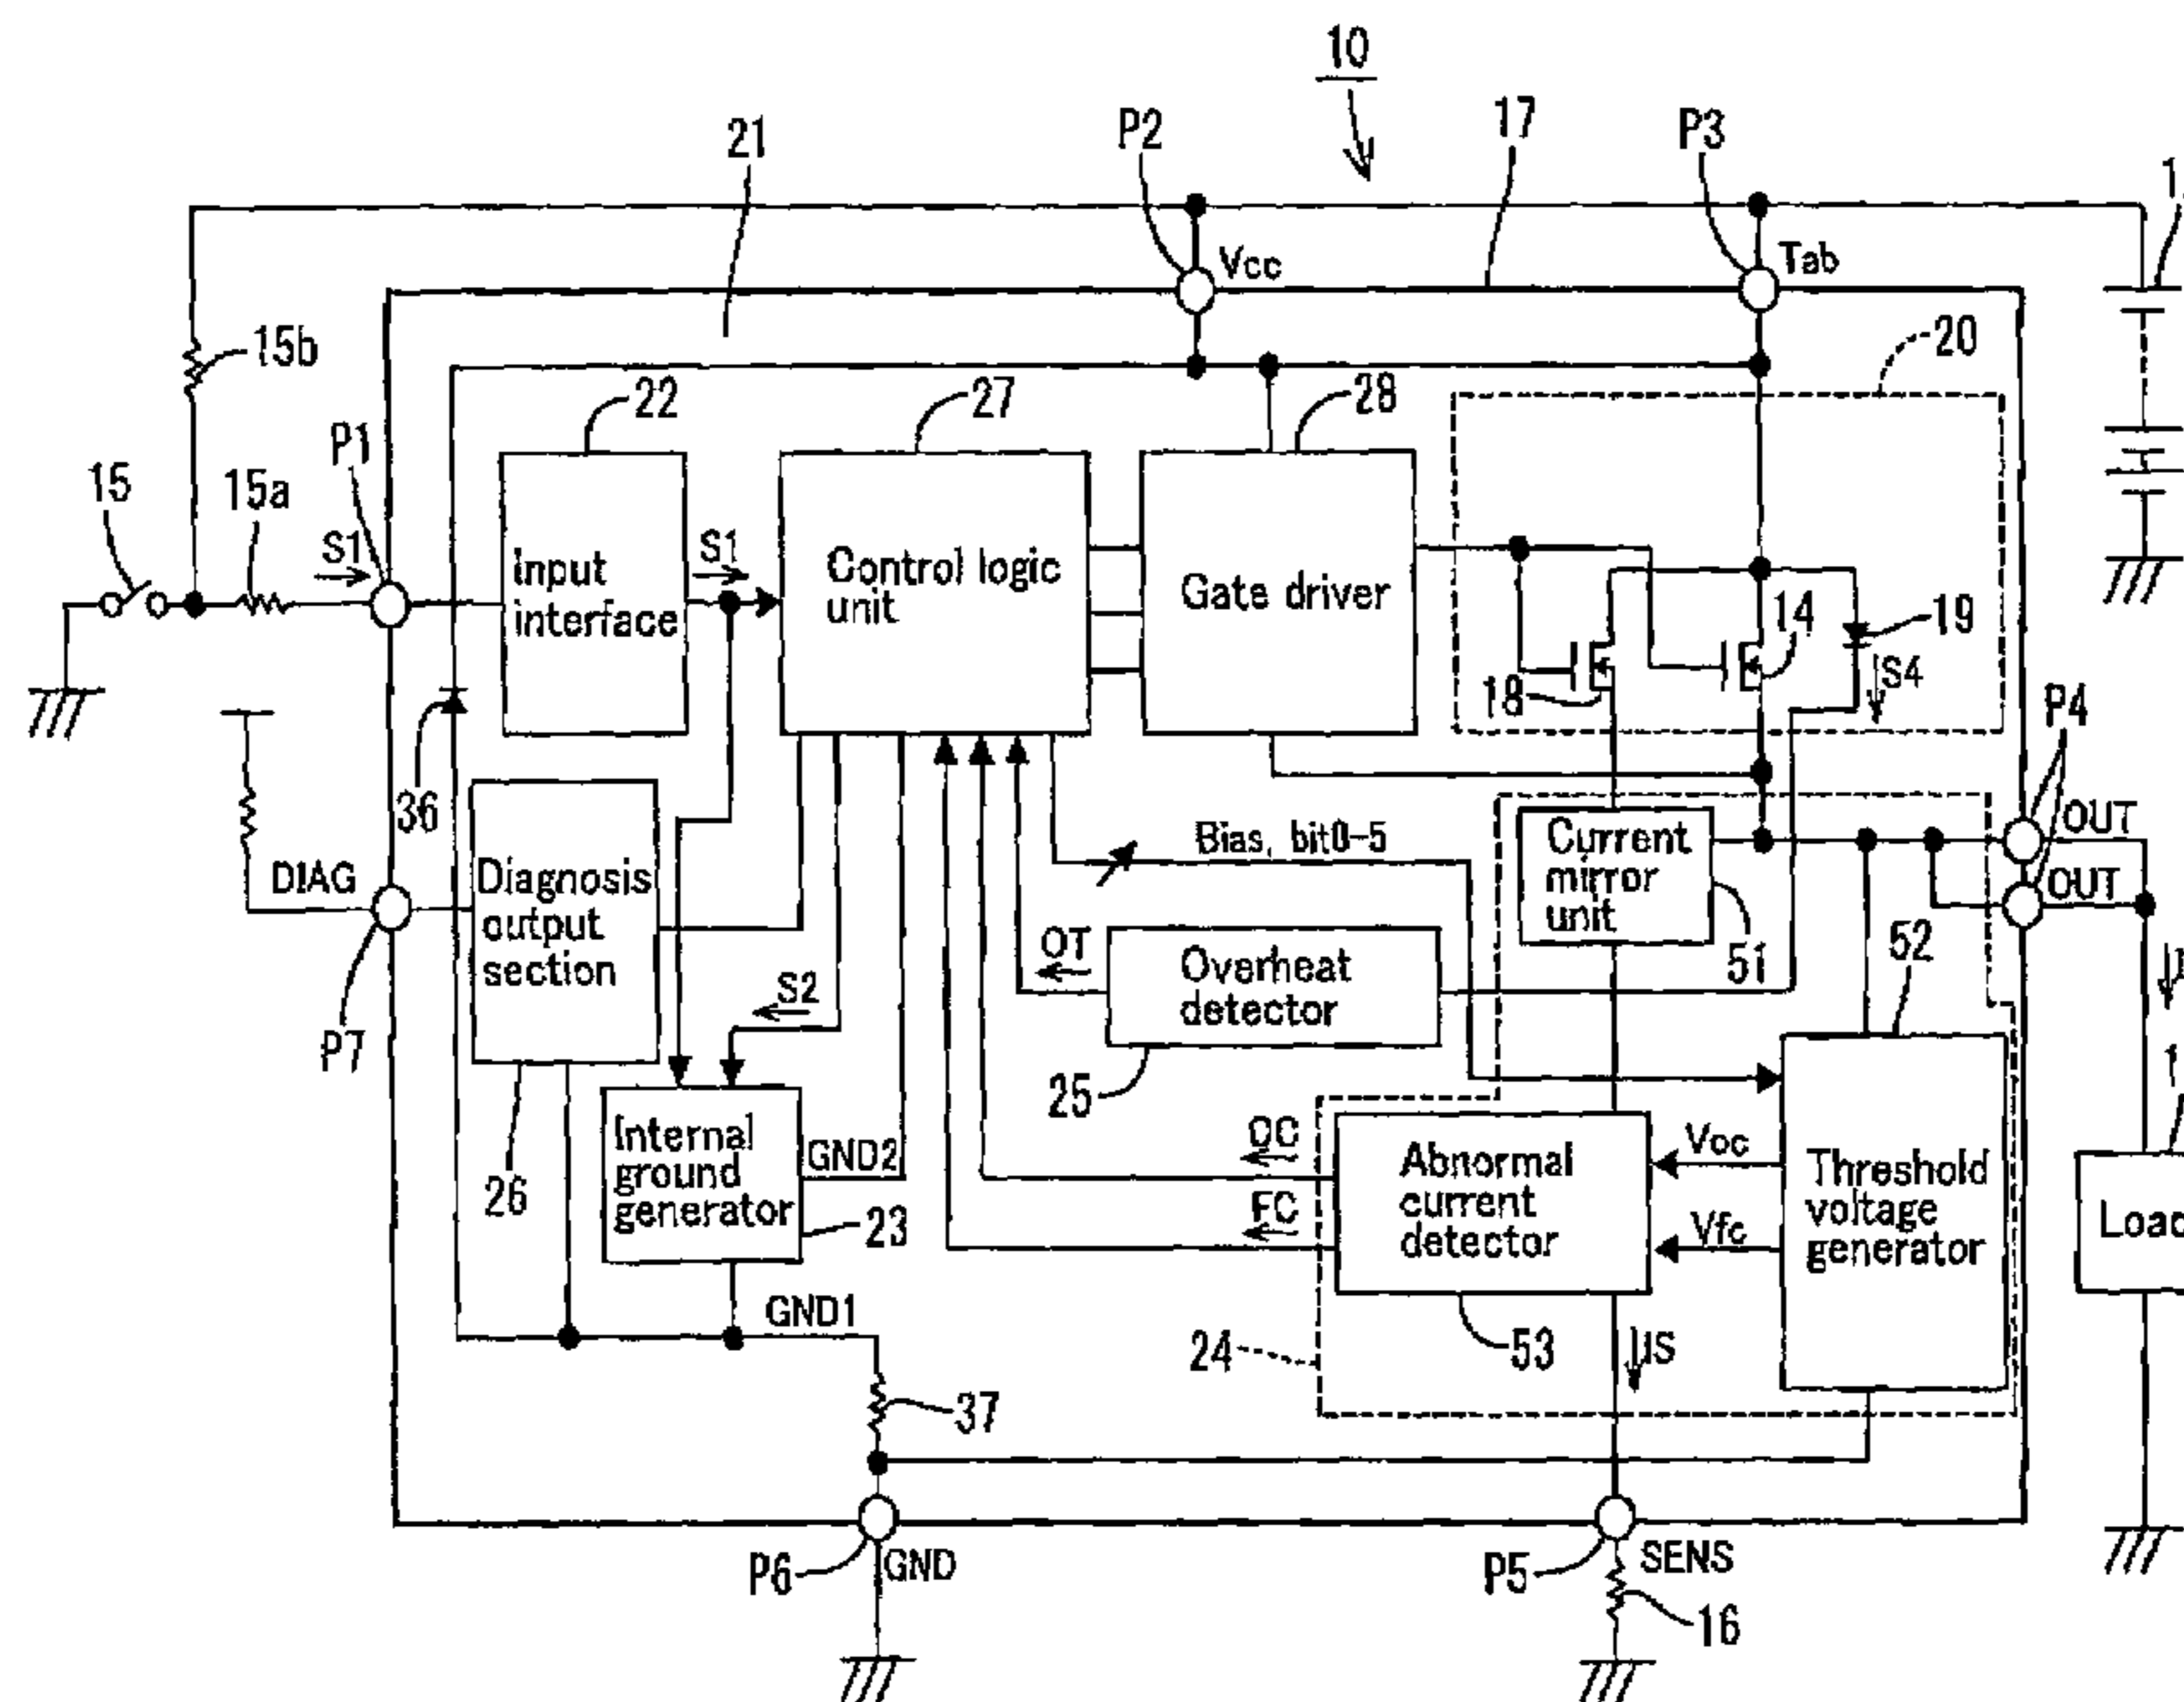 10
21
P2
17
P3
Vcc
Tab
15b
20
P1
22
27
28
15
15a
S1
S1
Input
interface
Control logic
unit
Gate driver
14
19
18
S4
P4
36
DIAG
Diagnosis
output
section
Bias, bit0-5
Current
mirror
unit
OUT
OUT
51
52
OT
S2
Overheat
detector
P7
25
26
Internal
ground
generator
GND2
23
OC
FC
Abnormal
current
detector
Voc
Vfc
Threshold
voltage
generator
GND1
24
53
IS
37
P6
GND
P5
SENS
16